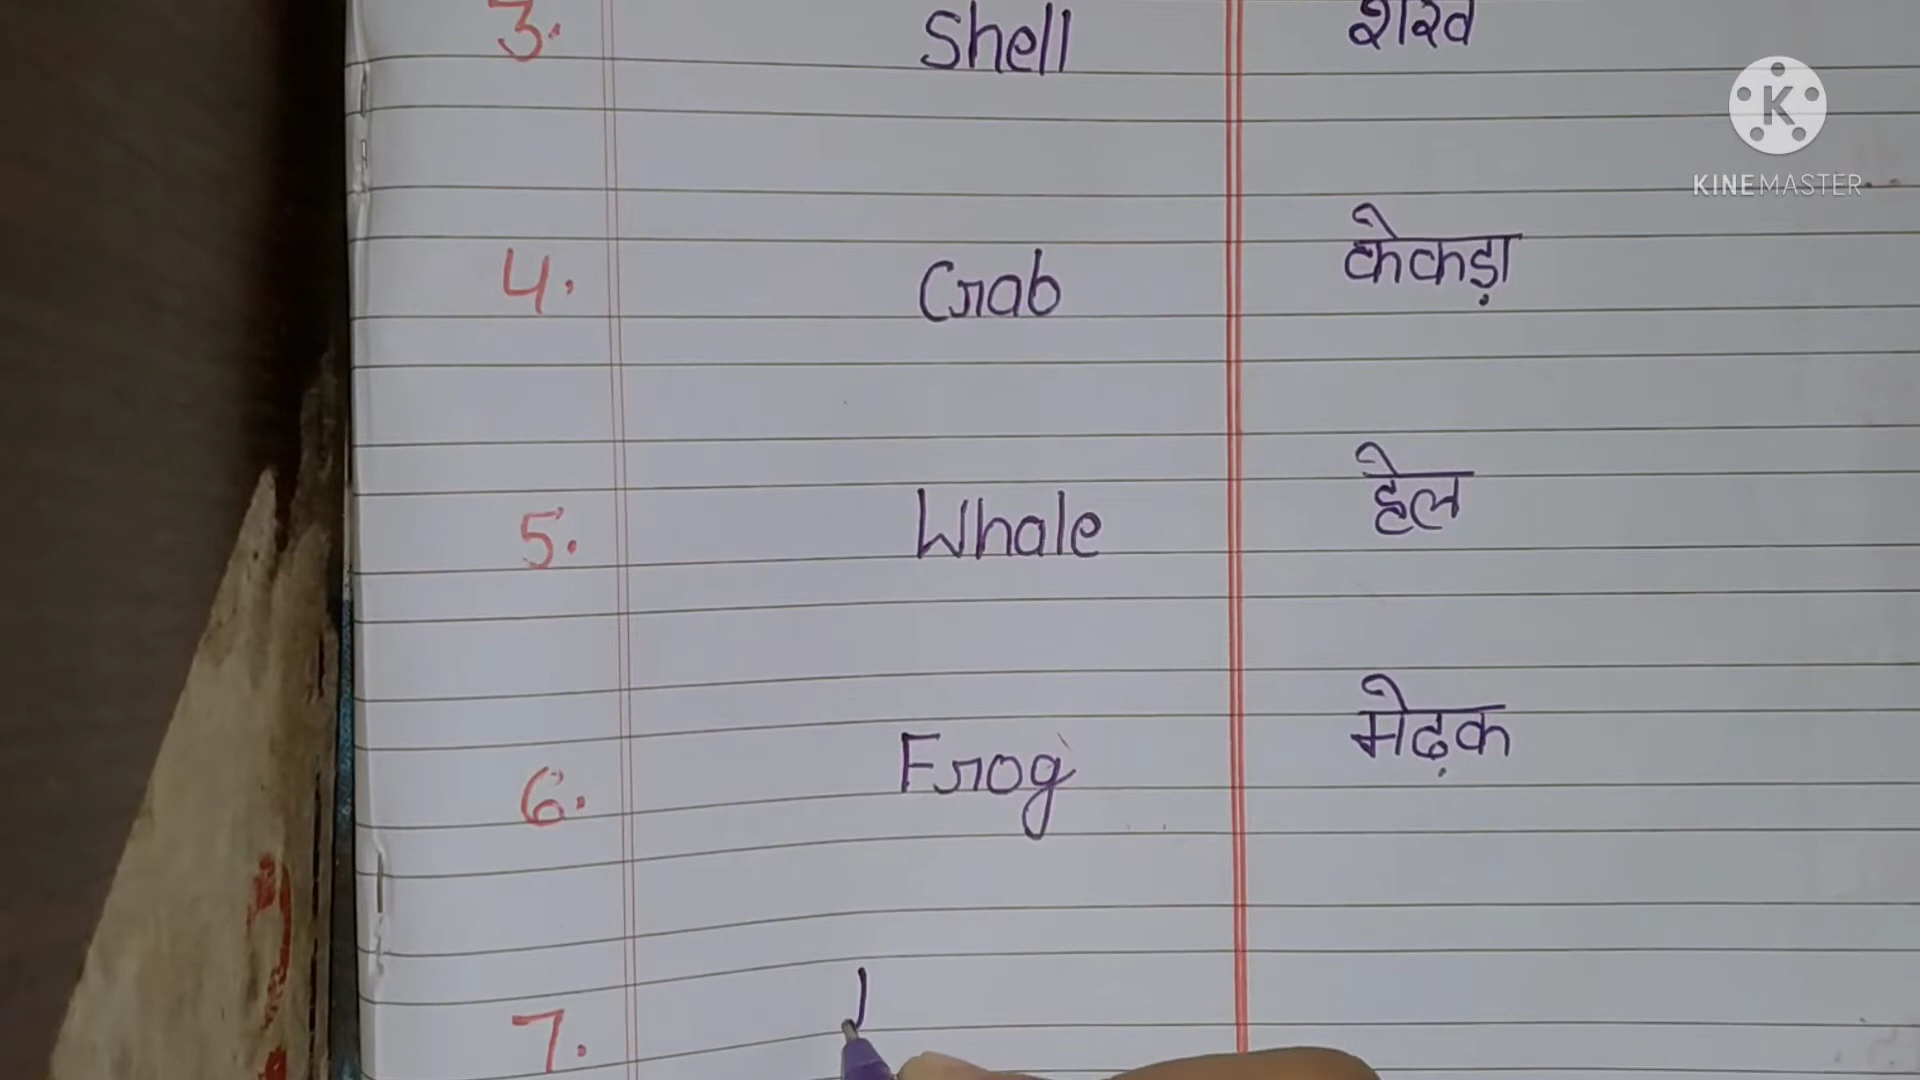 3. Shell शंख
K
KINEMASTER
4. Crab केकड़ा
5. Whale ह्वेल
6. Frog मेढ़क
7.